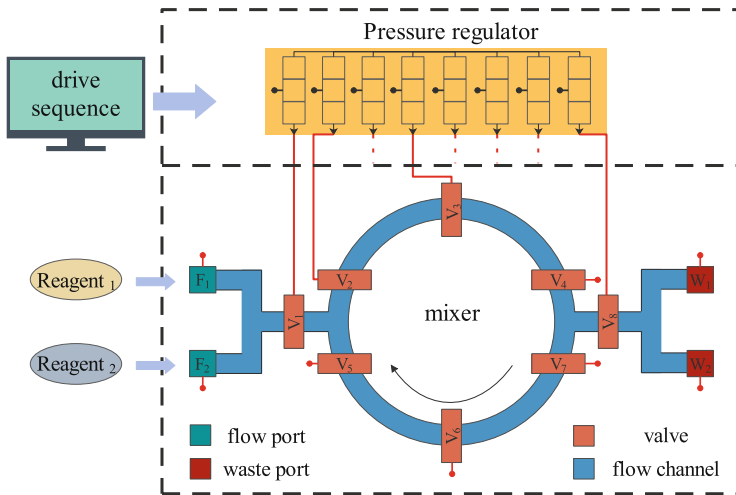 Pressure regulator
drive
sequence
V3
Reagent 1
F1
V2
V4
W1
V1
mixer
V8
Reagent 2
F2
V5
V7
W2
V6
flow port
valve
waste port
flow channel